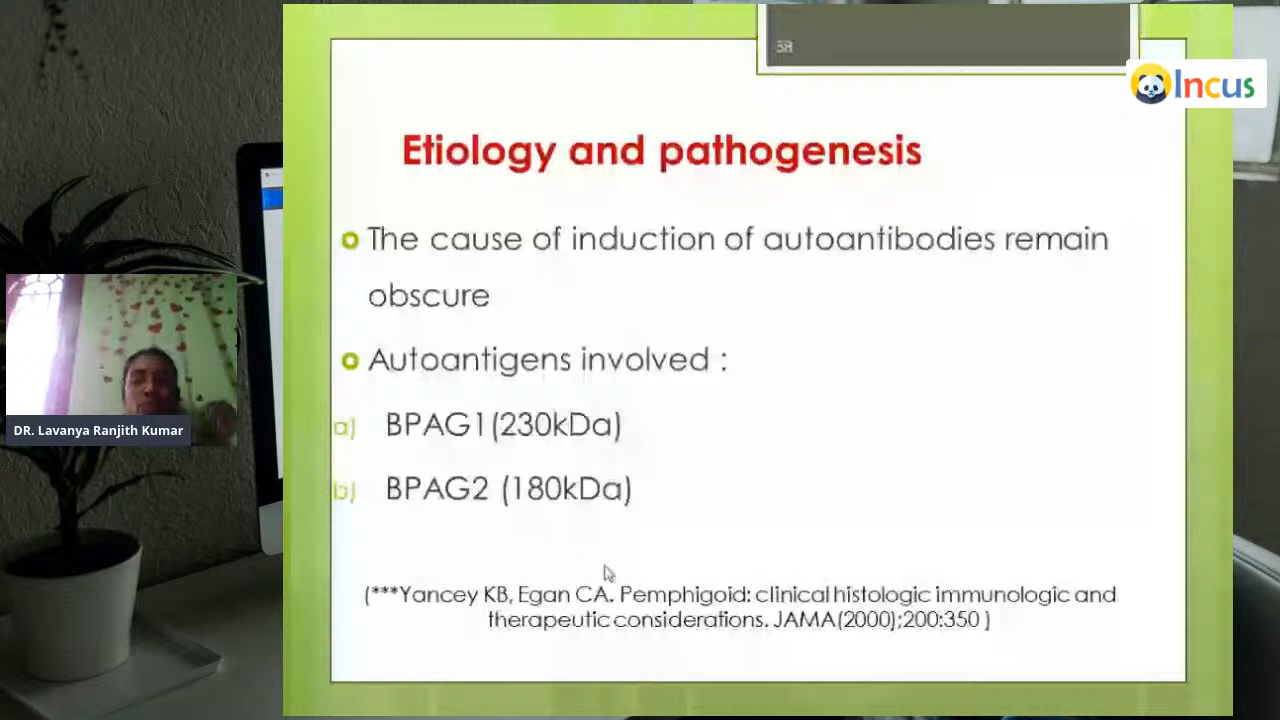 58
Incus
Etiology and pathogenesis
The cause of induction of autoantibodies remain
obscure
Autoantigens involved :
a) BPAG1(230kDa)
b) BPAG2 (180kDa)
(***Yancey KB, Egan CA. Pemphigoid: clinical histologic immunologic and
therapeutic considerations. JAMA(2000);200:350 )
DR. Lavanya Ranjith Kumar